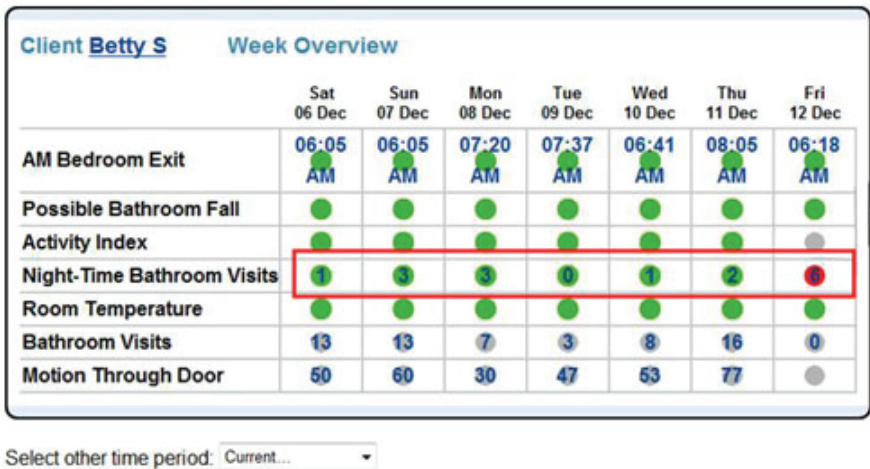 Client Betty S Week Overview
Sat Sun Mon Tue Wed Thu Fri
06 Dec 07 Dec 08 Dec 09 Dec 10 Dec 11 Dec 12 Dec
06:05 06:05 07:20 07:37 06:41 08:05 06:18
AM Bedroom Exit
AM AM AM AM AM AM AM
Possible Bathroom Fall
Activity Index
Night-Time Bathroom Visits 1 3 3 0 1 2 6
Room Temperature
Bathroom Visits 13 13 7 3 8 16 0
Motion Through Door 50 60 30 47 53 77
Select other time period: Current...